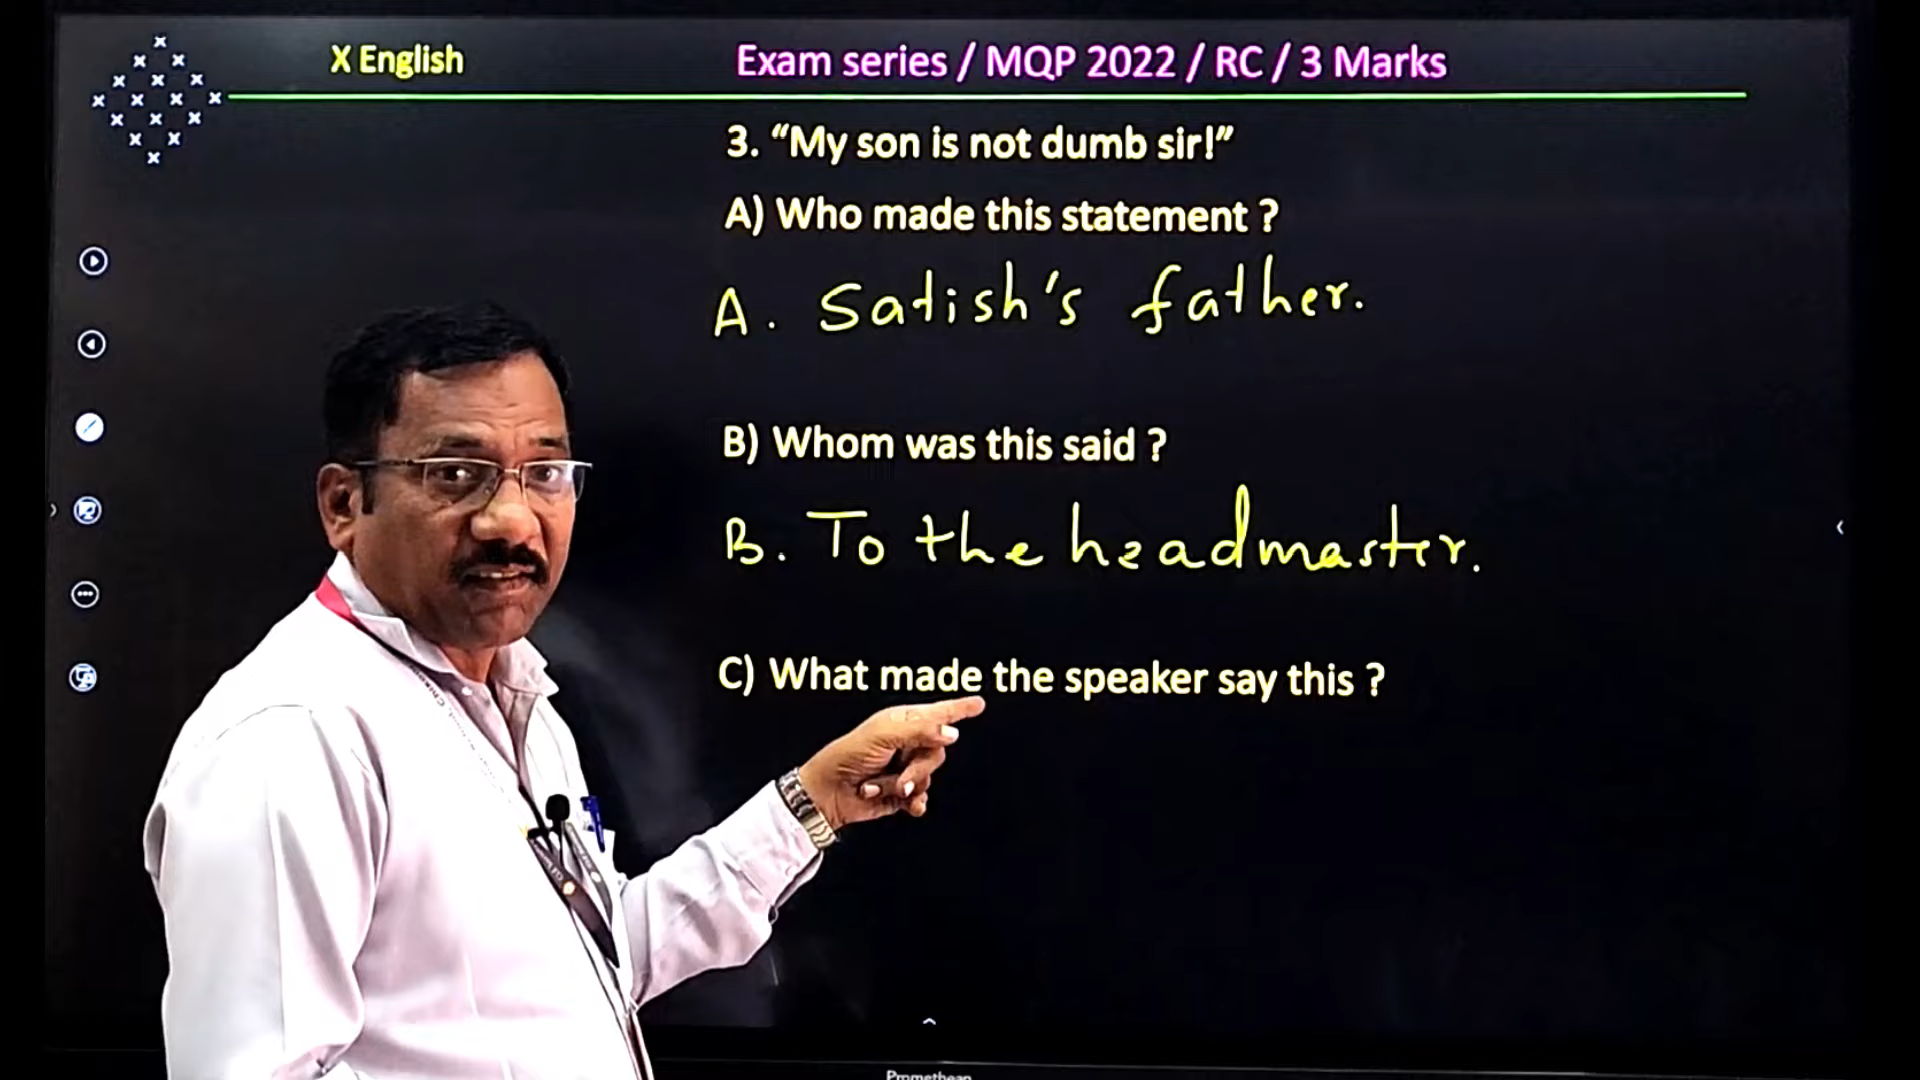 X English
Exam series / MQP 2022 / RC / 3 Marks
3. “My son is not dumb sir!”
A) Who made this statement ?
A. Satish's father.
B) Whom was this said ?
B. To the headmaster.
C) What made the speaker say this ?
Promethean